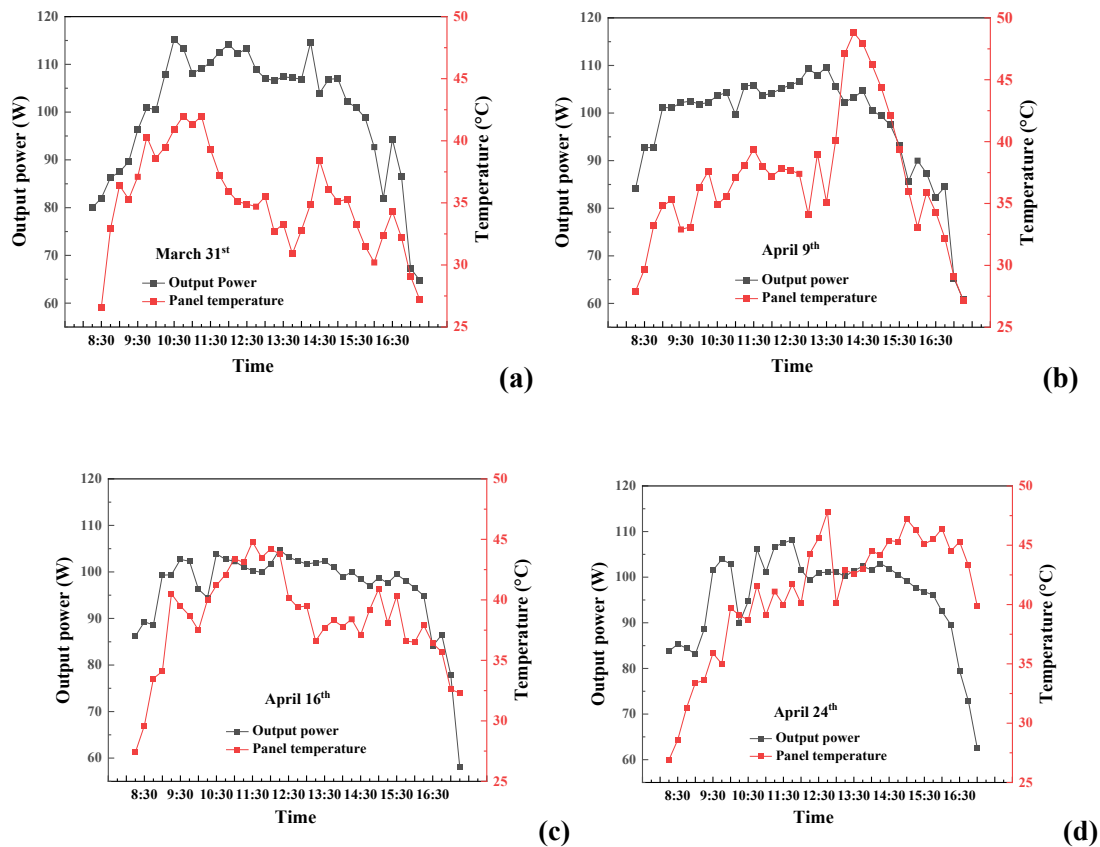 120
110
100
90
80
70
60
50
45
40
35
30
25
Output power (W)
Temperature (°C)
March 31st
Output Power
Panel temperature
8:30 9:30 10:30 11:30 12:30 13:30 14:30 15:30 16:30
Time
(a)
120
110
100
90
80
70
60
50
45
40
35
30
25
Output power (W)
Temperature (°C)
April 9th
Output power
Panel temperature
8:30 9:30 10:30 11:30 12:30 13:30 14:30 15:30 16:30
Time
(b)
120
110
100
90
80
70
60
50
45
40
35
30
25
Output power (W)
Temperature (°C)
April 16th
Output power
Panel temperature
8:30 9:30 10:30 11:30 12:30 13:30 14:30 15:30 16:30
Time
(c)
120
110
100
90
80
70
60
50
45
40
35
30
25
Output power (W)
Temperature (°C)
April 24th
Output power
Panel temperature
8:30 9:30 10:30 11:30 12:30 13:30 14:30 15:30 16:30
Time
(d)